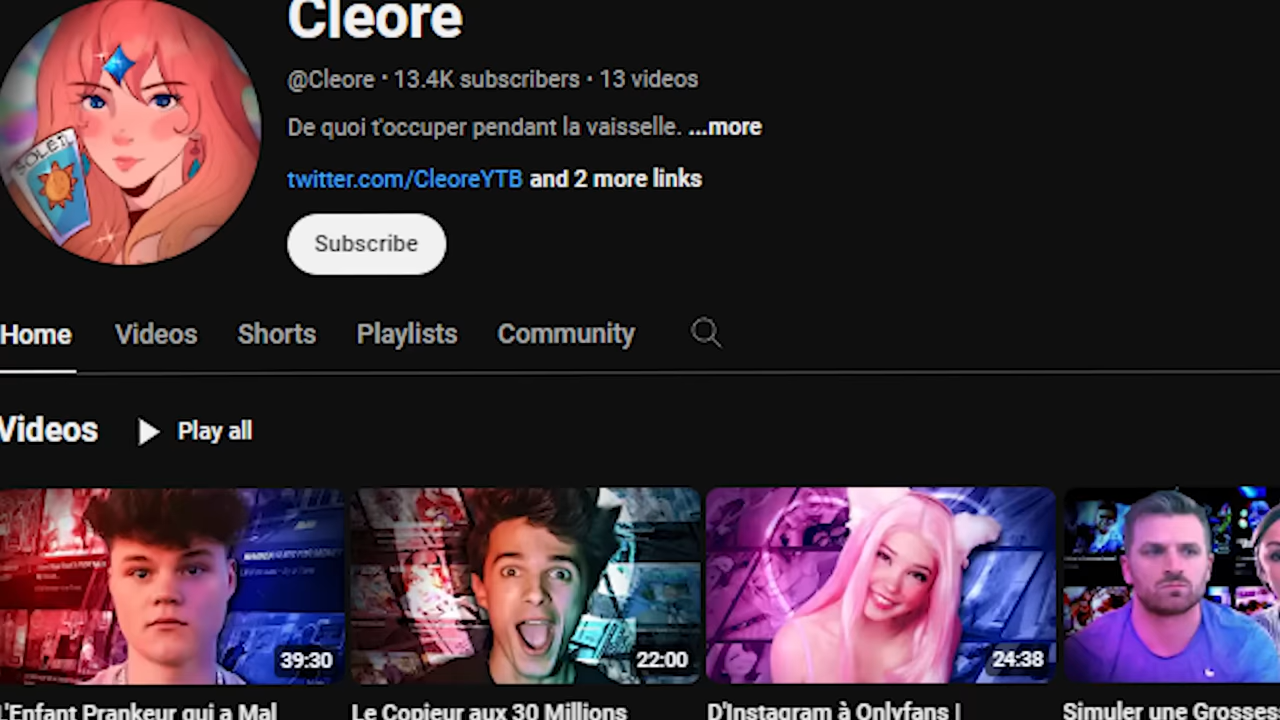 Cleore
@Cleore • 13.4K subscribers • 13 videos
De quoi t'occuper pendant la vaisselle. ...more
twitter.com/CleoreYTB and 2 more links
SOLEIL
Subscribe
Home Videos Shorts Playlists Community
Videos Play all
39:30 22:00 24:38
L'Enfant Prankeur qui a Mal Le Copieur aux 30 Millions D'Instagram à Onlyfans | Simuler une Grosses